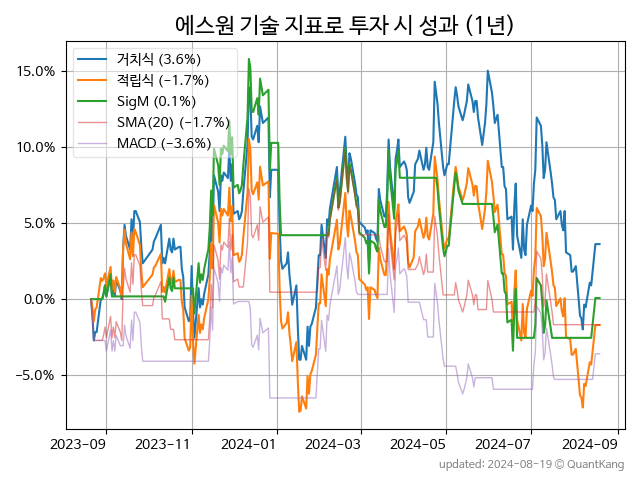 에스원 기술 지표로 투자 시 성과 (1년)
거치식 (3.6%)
적립식 (−1.7%)
SigM (0.1%)
SMA(20) (−1.7%)
MACD (−3.6%)
15.0%
10.0%
5.0%
0.0%
−5.0%
2023-09 2023-11 2024-01 2024-03 2024-05 2024-07 2024-09
updated: 2024-08-19 © QuantKang